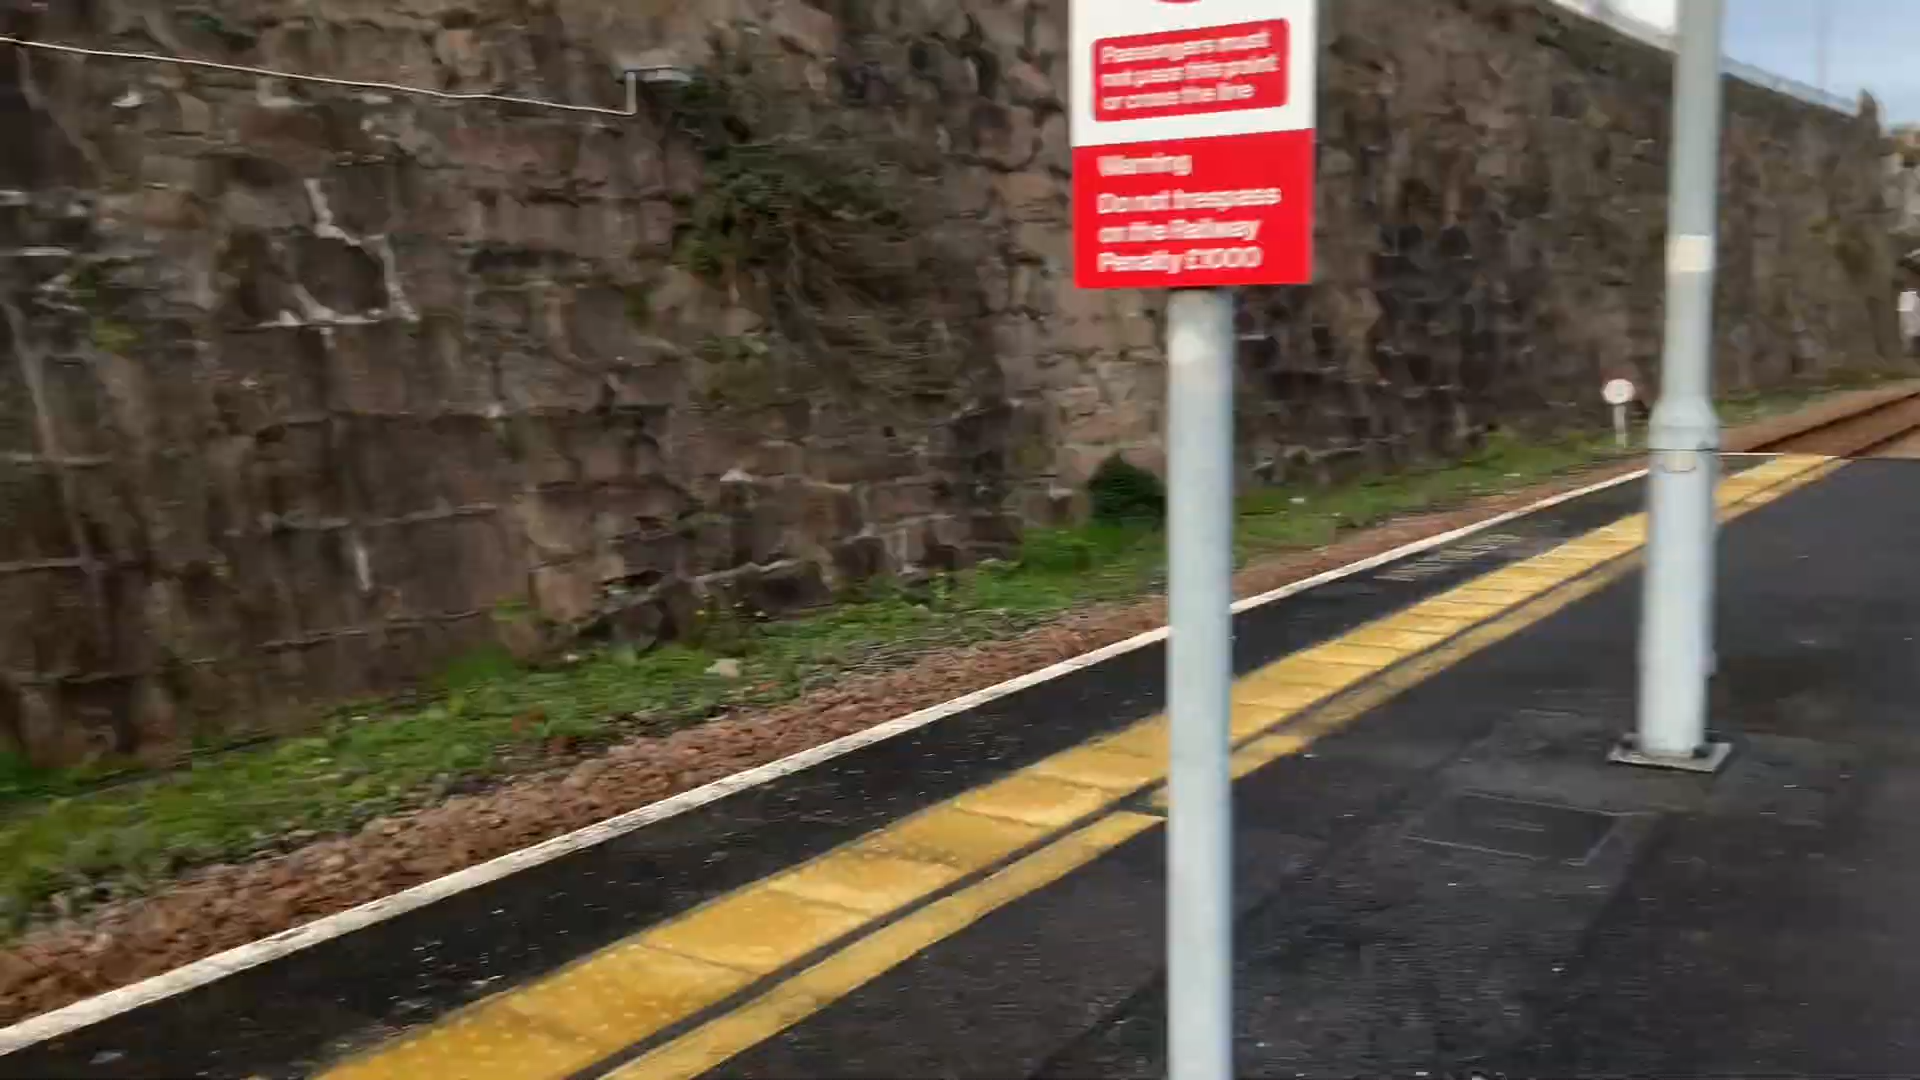 Passengers must
not pass this point
or cross the line
Warning
Do not trespass
on the Railway
Penalty £1000